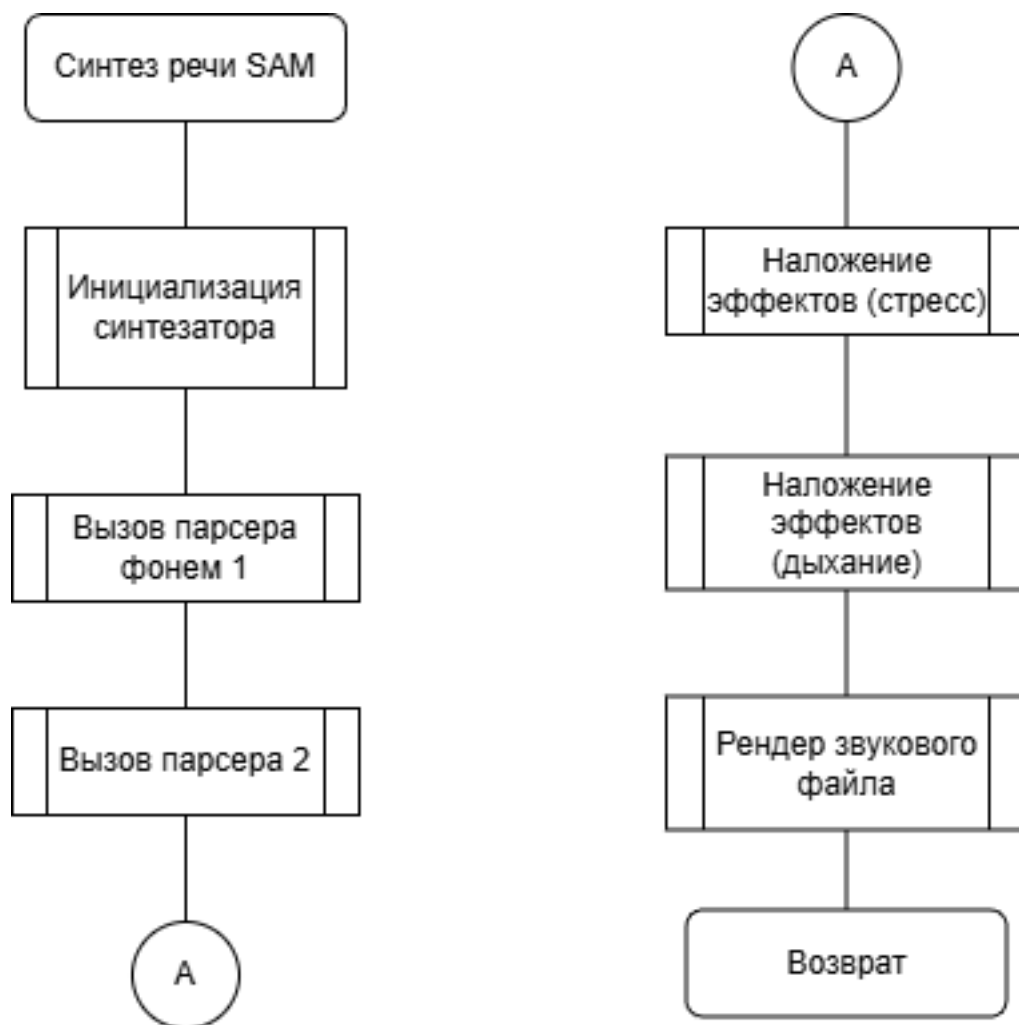 Синтез речи SAM
Инициализация
синтезатора
Вызов парсера
фонем 1
Вызов парсера 2
А
А
Наложение
эффектов (стресс)
Наложение
эффектов
(дыхание)
Рендер звукового
файла
Возврат